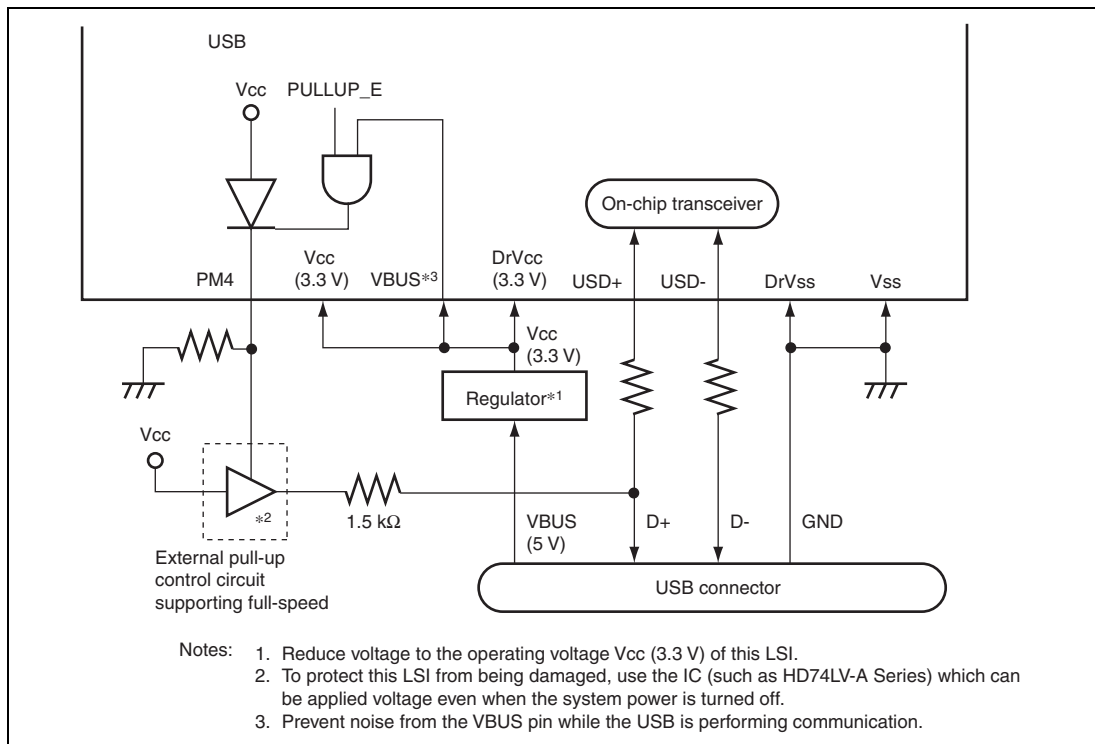 USB
Vcc
PULLUP_E
On-chip transceiver
PM4
Vcc
(3.3 V)
VBUS*3
DrVcc
(3.3 V)
USD+
USD-
DrVss
Vss
Vcc
(3.3 V)
Regulator*1
Vcc
*2
1.5 kΩ
External pull-up
control circuit
supporting full-speed
VBUS
(5 V)
D+
D-
GND
USB connector
Notes: 1. Reduce voltage to the operating voltage Vcc (3.3 V) of this LSI.
2. To protect this LSI from being damaged, use the IC (such as HD74LV-A Series) which can
be applied voltage even when the system power is turned off.
3. Prevent noise from the VBUS pin while the USB is performing communication.